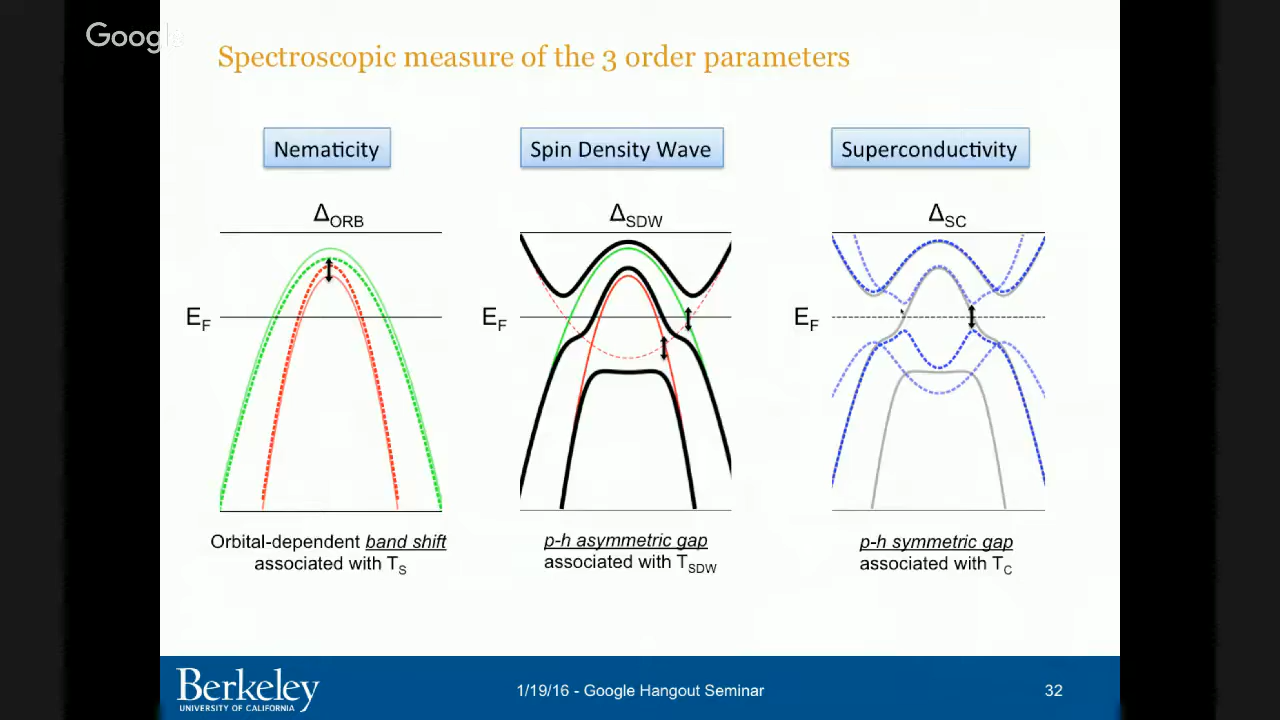 Google
Spectroscopic measure of the 3 order parameters
Nematicity
Spin Density Wave
Superconductivity
ΔORB
ΔSDW
ΔSC
EF
EF
EF
Orbital-dependent band shift
associated with TS
p-h asymmetric gap
associated with TSDW
p-h symmetric gap
associated with TC
Berkeley
UNIVERSITY OF CALIFORNIA
1/19/16 - Google Hangout Seminar
32